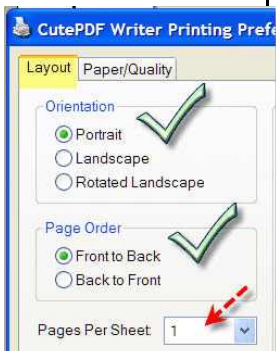 CutePDF Writer Printing Prefe
Layout Paper/Quality
Orientation
Portrait
Landscape
Rotated Landscape
Page Order
Front to Back
Back to Front
Pages Per Sheet: 1